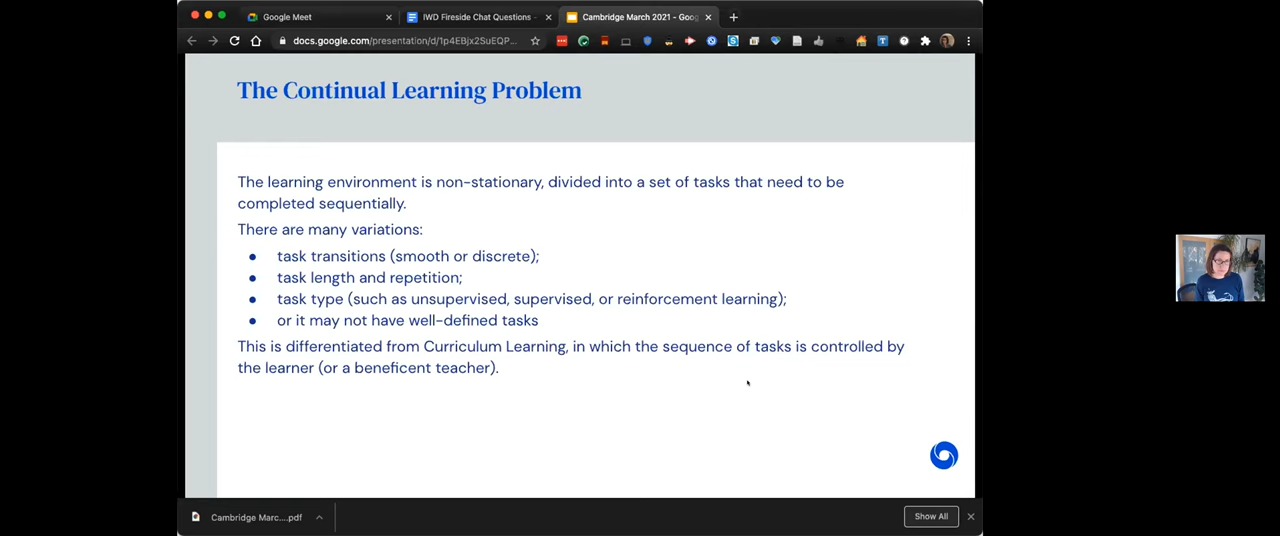 Google Meet
IWD Fireside Chat Questions -
Cambridge March 2021 - Goog
docs.google.com/presentation/d/1p4EBjx2SuEQP...
The Continual Learning Problem
The learning environment is non-stationary, divided into a set of tasks that need to be
completed sequentially.
There are many variations:
● task transitions (smooth or discrete);
● task length and repetition;
● task type (such as unsupervised, supervised, or reinforcement learning);
● or it may not have well-defined tasks
This is differentiated from Curriculum Learning, in which the sequence of tasks is controlled by
the learner (or a beneficent teacher).
Cambridge Marc....pdf
Show All